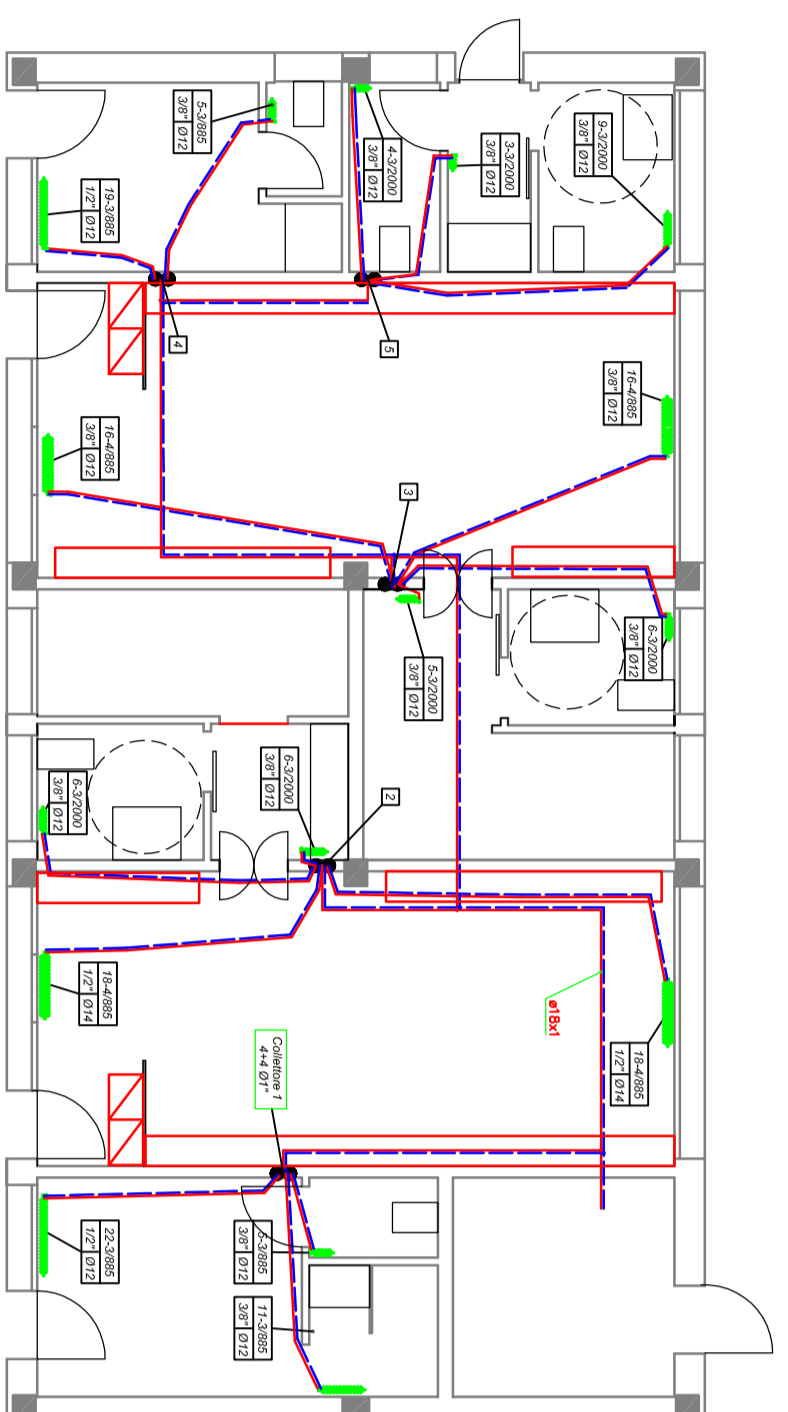 5-3/885
3/8" Ø12
9-3/2000
3/8" Ø12
4-3/2000
3/8" Ø12
3-3/2000
3/8" Ø12
19-3/885
1/2" Ø12
4
5
16-4/885
3/8" Ø12
16-4/885
3/8" Ø12
3
6-3/2000
3/8" Ø12
5-3/2000
3/8" Ø12
6-3/2000
3/8" Ø12
6-3/2000
3/8" Ø12
2
18-4/885
1/2" Ø14
ø18x1
18-4/885
1/2" Ø14
Collettore 1
4+4 Ø1"
22-3/885
1/2" Ø12
5-3/885
3/8" Ø12
11-3/885
3/8" Ø12